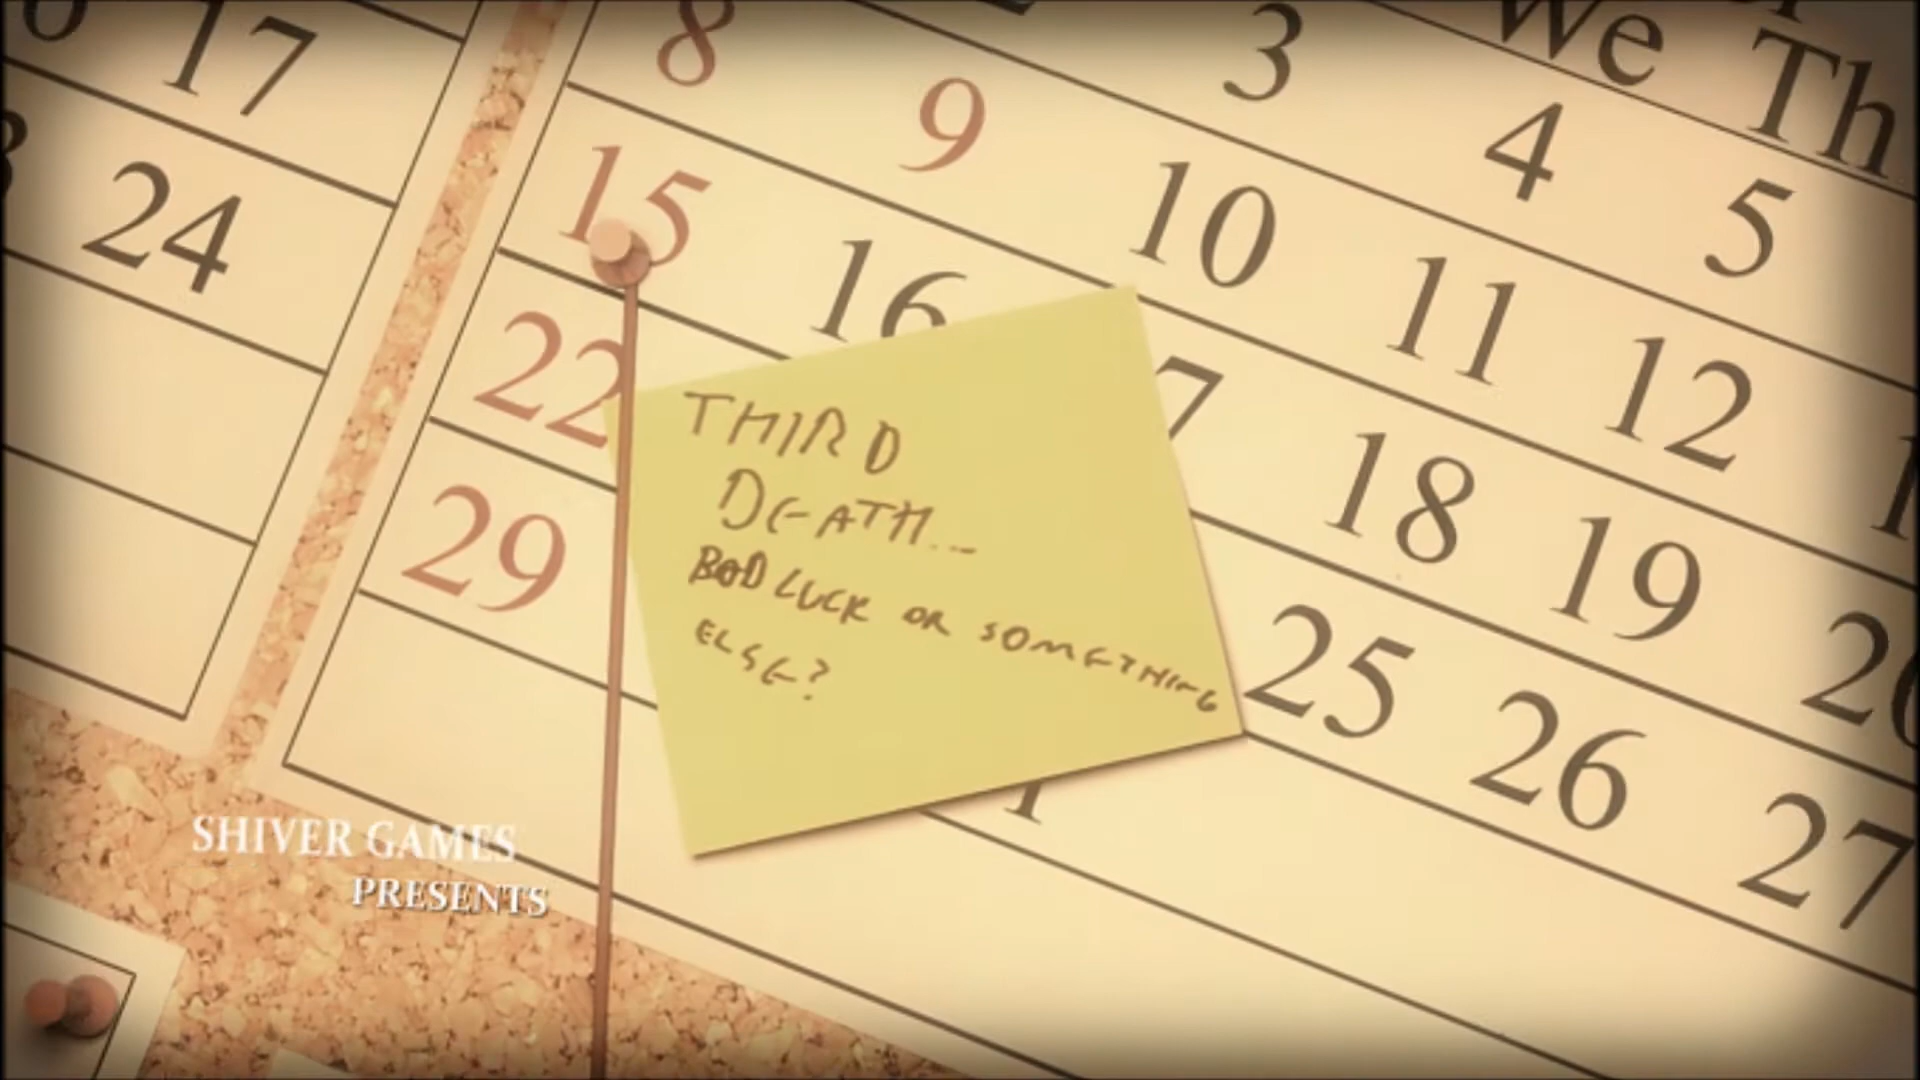 We Th
3 4 5
17 8 9 10 11 12
24 15 16 18 19
22 25 26 27
29
THIRD
DEATH...
BAD LUCK OR SOMETHING
ELSE?
SHIVER GAMES
PRESENTS